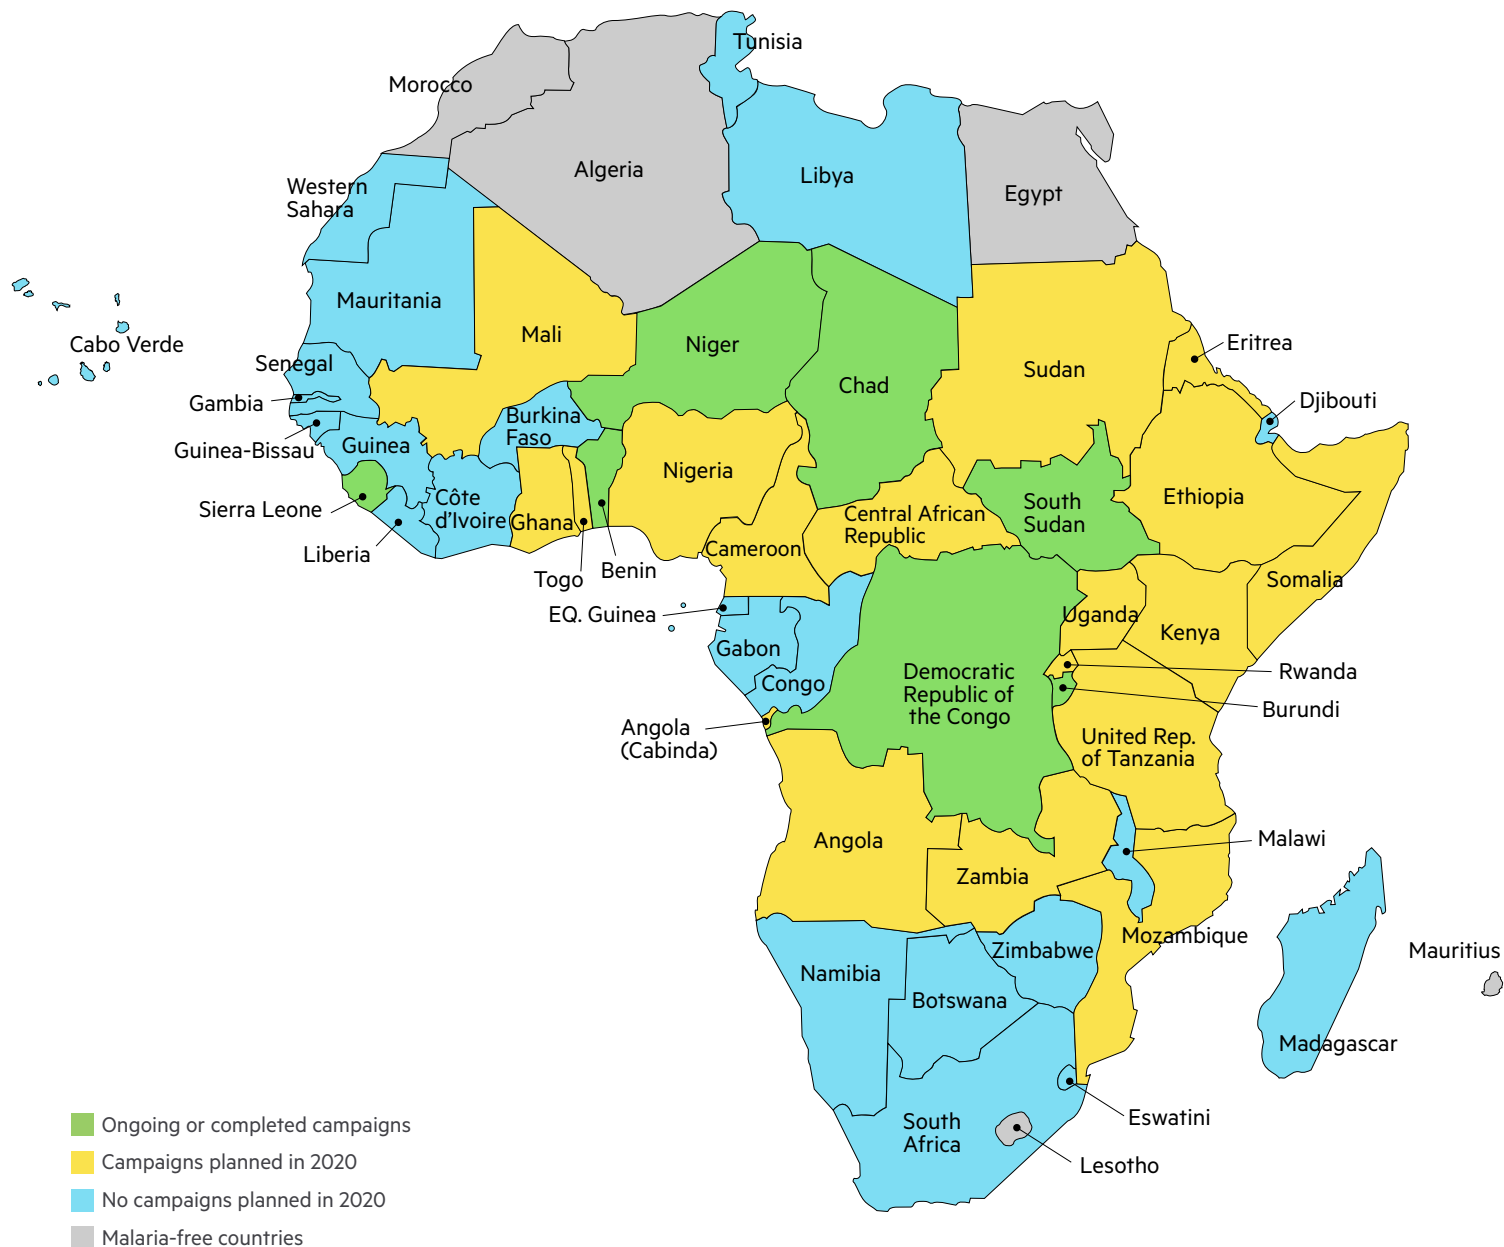 Tunisia
Morocco
Algeria
Libya
Egypt
Western
Sahara
Mauritania
Mali
Niger
Chad
Sudan
Eritrea
Cabo Verde
Senegal
Djibouti
Gambia
Burkina
Faso
Guinea-Bissau
Guinea
Nigeria
Ethiopia
Sierra Leone
Côte
d’Ivoire
Ghana
Central African
Republic
South
Sudan
Liberia
Togo
Benin
Cameroon
Somalia
EQ. Guinea
Uganda
Kenya
Gabon
Congo
Democratic
Republic of
the Congo
Rwanda
Burundi
Angola
(Cabinda)
United Rep.
of Tanzania
Angola
Zambia
Malawi
Mozambique
Zimbabwe
Mauritius
Namibia
Botswana
Madagascar
South
Africa
Eswatini
Lesotho
Ongoing or completed campaigns
Campaigns planned in 2020
No campaigns planned in 2020
Malaria-free countries